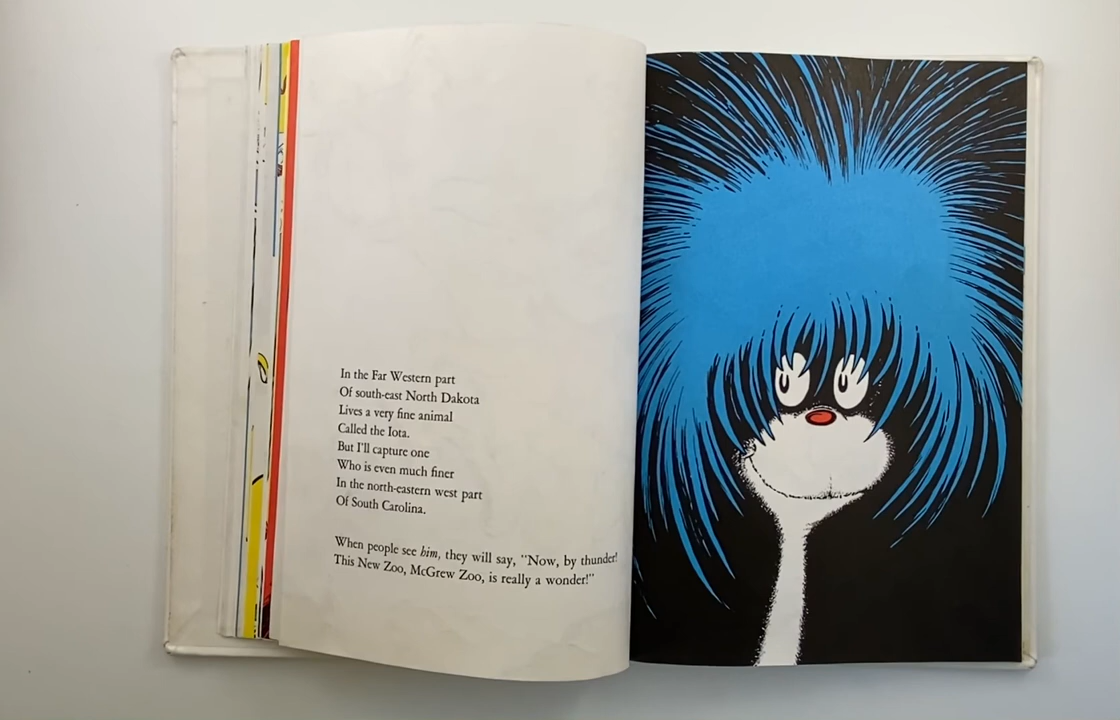 In the Far Western part
Of south-east North Dakota
Lives a very fine animal
Called the Iota.
But I'll capture one
Who is even much finer
In the north-eastern west part
Of South Carolina.
When people see him, they will say, "Now, by thunder!
This New Zoo, McGrew Zoo, is really a wonder!"